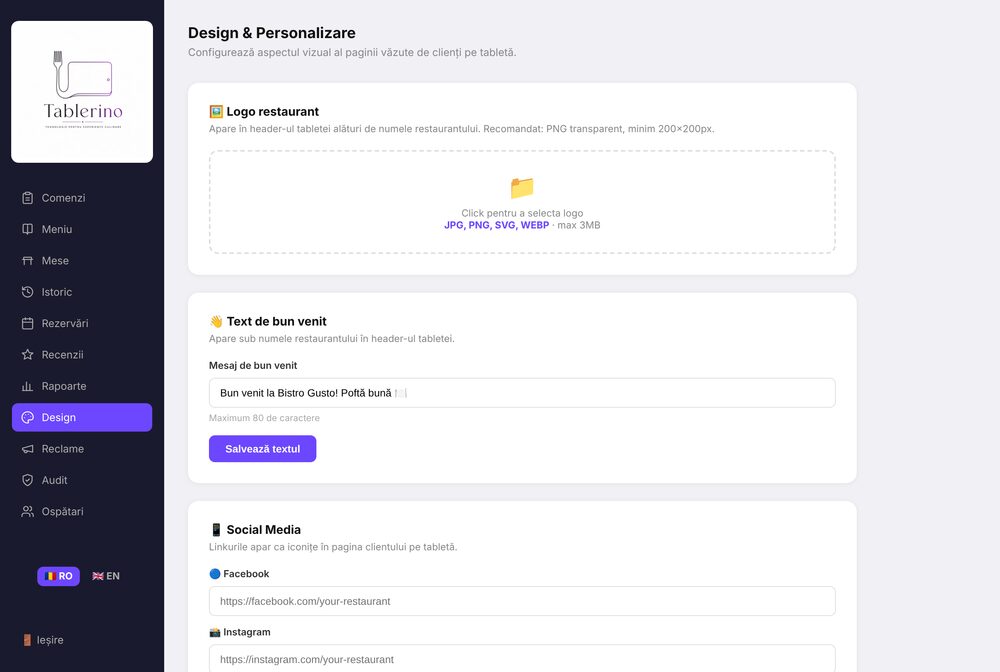 Tablerino
TEHNOLOGIE PENTRU EXPERIENȚE CULINARE
Comenzi
Meniu
Mese
Istoric
Rezervări
Recenzii
Rapoarte
Design
Reclame
Audit
Ospătari
🇷🇴 RO
🇬🇧 EN
Ieșire
Design & Personalizare
Configurează aspectul vizual al paginii văzute de clienți pe tabletă.
🖼️ Logo restaurant
Apare în header-ul tabletei alături de numele restaurantului. Recomandat: PNG transparent, minim 200×200px.
Click pentru a selecta logo
JPG, PNG, SVG, WEBP · max 3MB
👋 Text de bun venit
Apare sub numele restaurantului în header-ul tabletei.
Mesaj de bun venit
Bun venit la Bistro Gusto! Poftă bună 🍽️
Maximum 80 de caractere
Salvează textul
📱 Social Media
Linkurile apar ca iconițe în pagina clientului pe tabletă.
🔵 Facebook
https://facebook.com/your-restaurant
📸 Instagram
https://instagram.com/your-restaurant